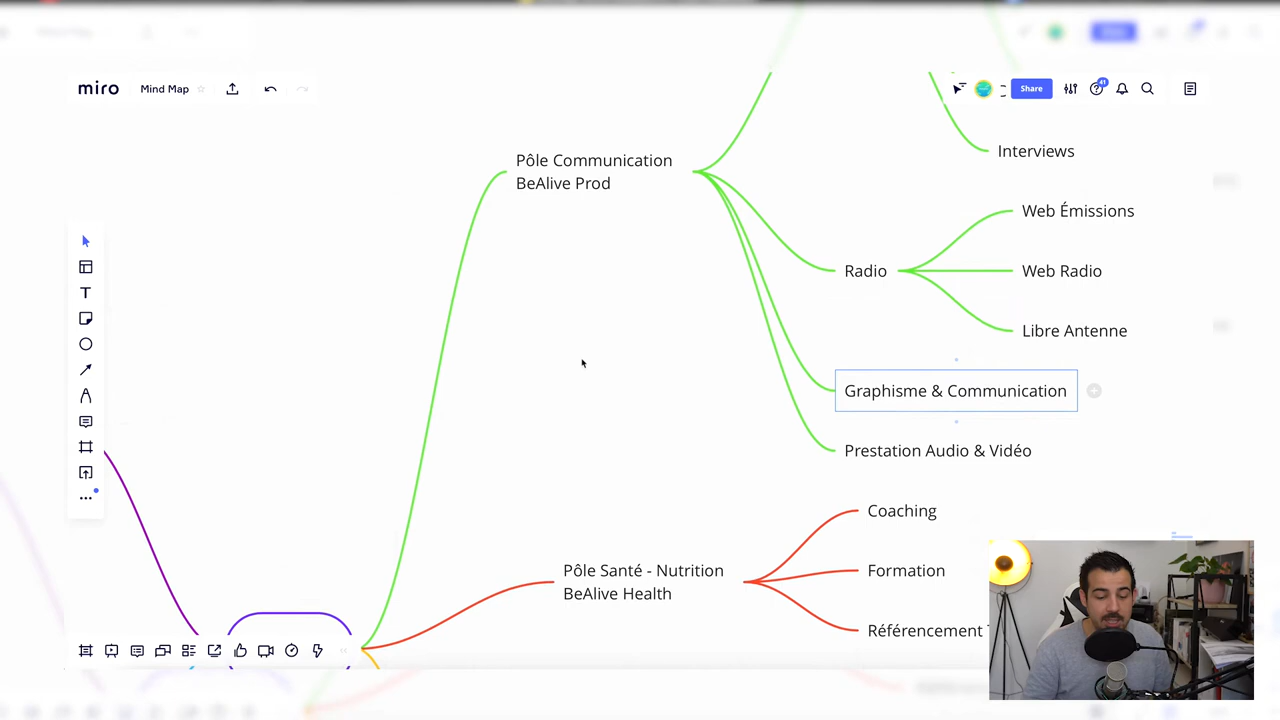 miro
Mind Map
Share
41
Pôle Communication
BeAlive Prod
Interviews
Web Émissions
Radio
Web Radio
Libre Antenne
Graphisme & Communication
Prestation Audio & Vidéo
Coaching
Pôle Santé - Nutrition
BeAlive Health
Formation
Référencement